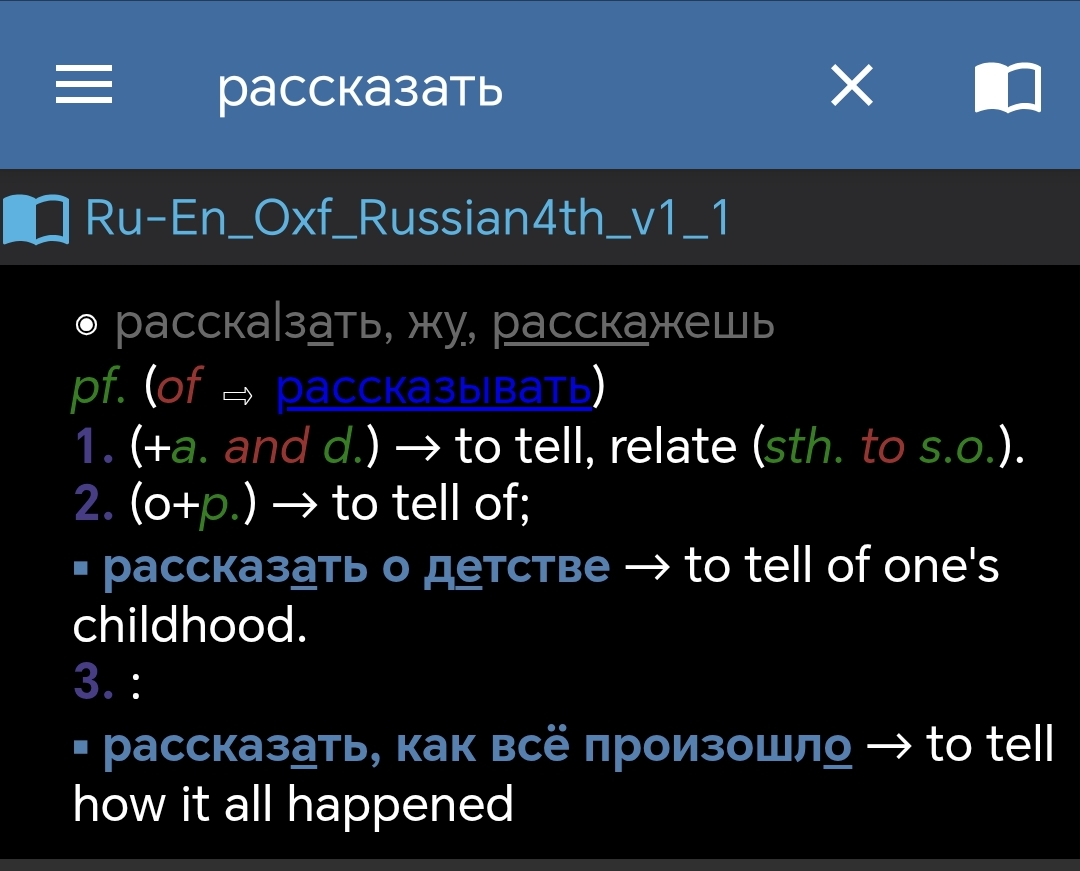 рассказать
Ru-En_Oxf_Russian4th_v1_1
расска|зать, жу, расскажешь
pf. (of ⇨ рассказывать)
1. (+a. and d.) → to tell, relate (sth. to s.o.).
2. (о+p.) → to tell of;
▪ рассказать о детстве → to tell of one's
childhood.
3. :
▪ рассказать, как всё произошло → to tell
how it all happened